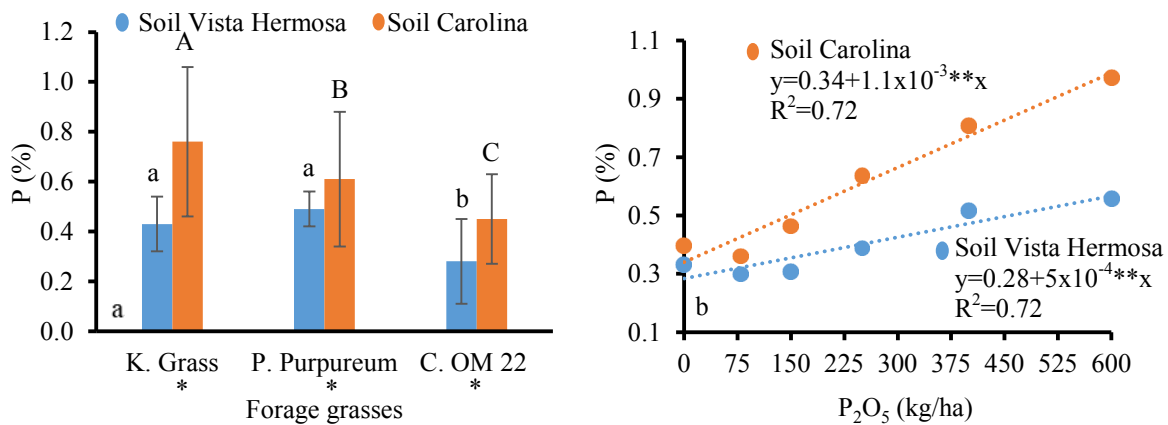 Soil Vista Hermosa Soil Carolina
P (%)
1.2
1.0
0.8
0.6
0.4
0.2
0.0
a A
a B
b C
a
K. Grass P. Purpureum C. OM 22
* * *
Forage grasses
P (%)
1.1
0.9
0.7
0.5
0.3
0.1
Soil Carolina
y=0.34+1.1x10⁻³**x
R²=0.72
Soil Vista Hermosa
y=0.28+5x10⁻⁴**x
R²=0.72
b
0 75 150 225 300 375 450 525 600
P₂O₅ (kg/ha)